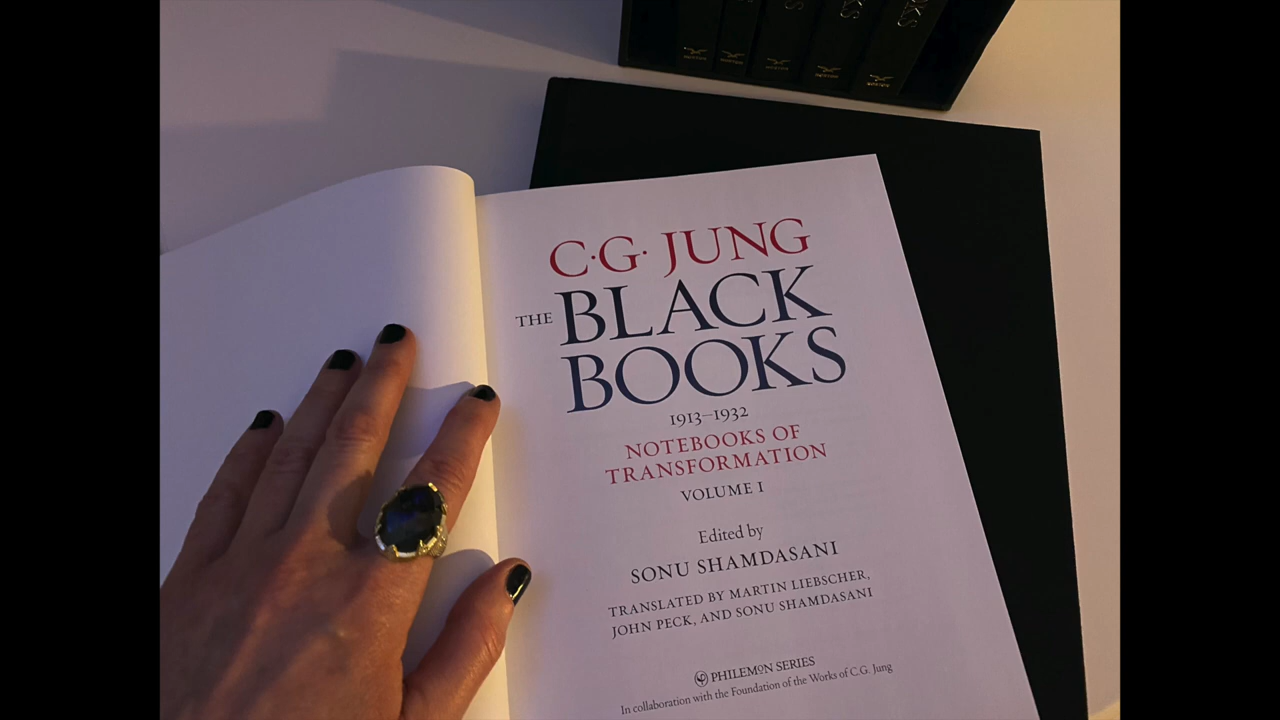 C·G· JUNG
THE BLACK
BOOKS
1913–1932
NOTEBOOKS OF
TRANSFORMATION
VOLUME I
Edited by
SONU SHAMDASANI
TRANSLATED BY MARTIN LIEBSCHER,
JOHN PECK, AND SONU SHAMDASANI
PHILEMON SERIES
In collaboration with the Foundation of the Works of C.G. Jung
NORTON